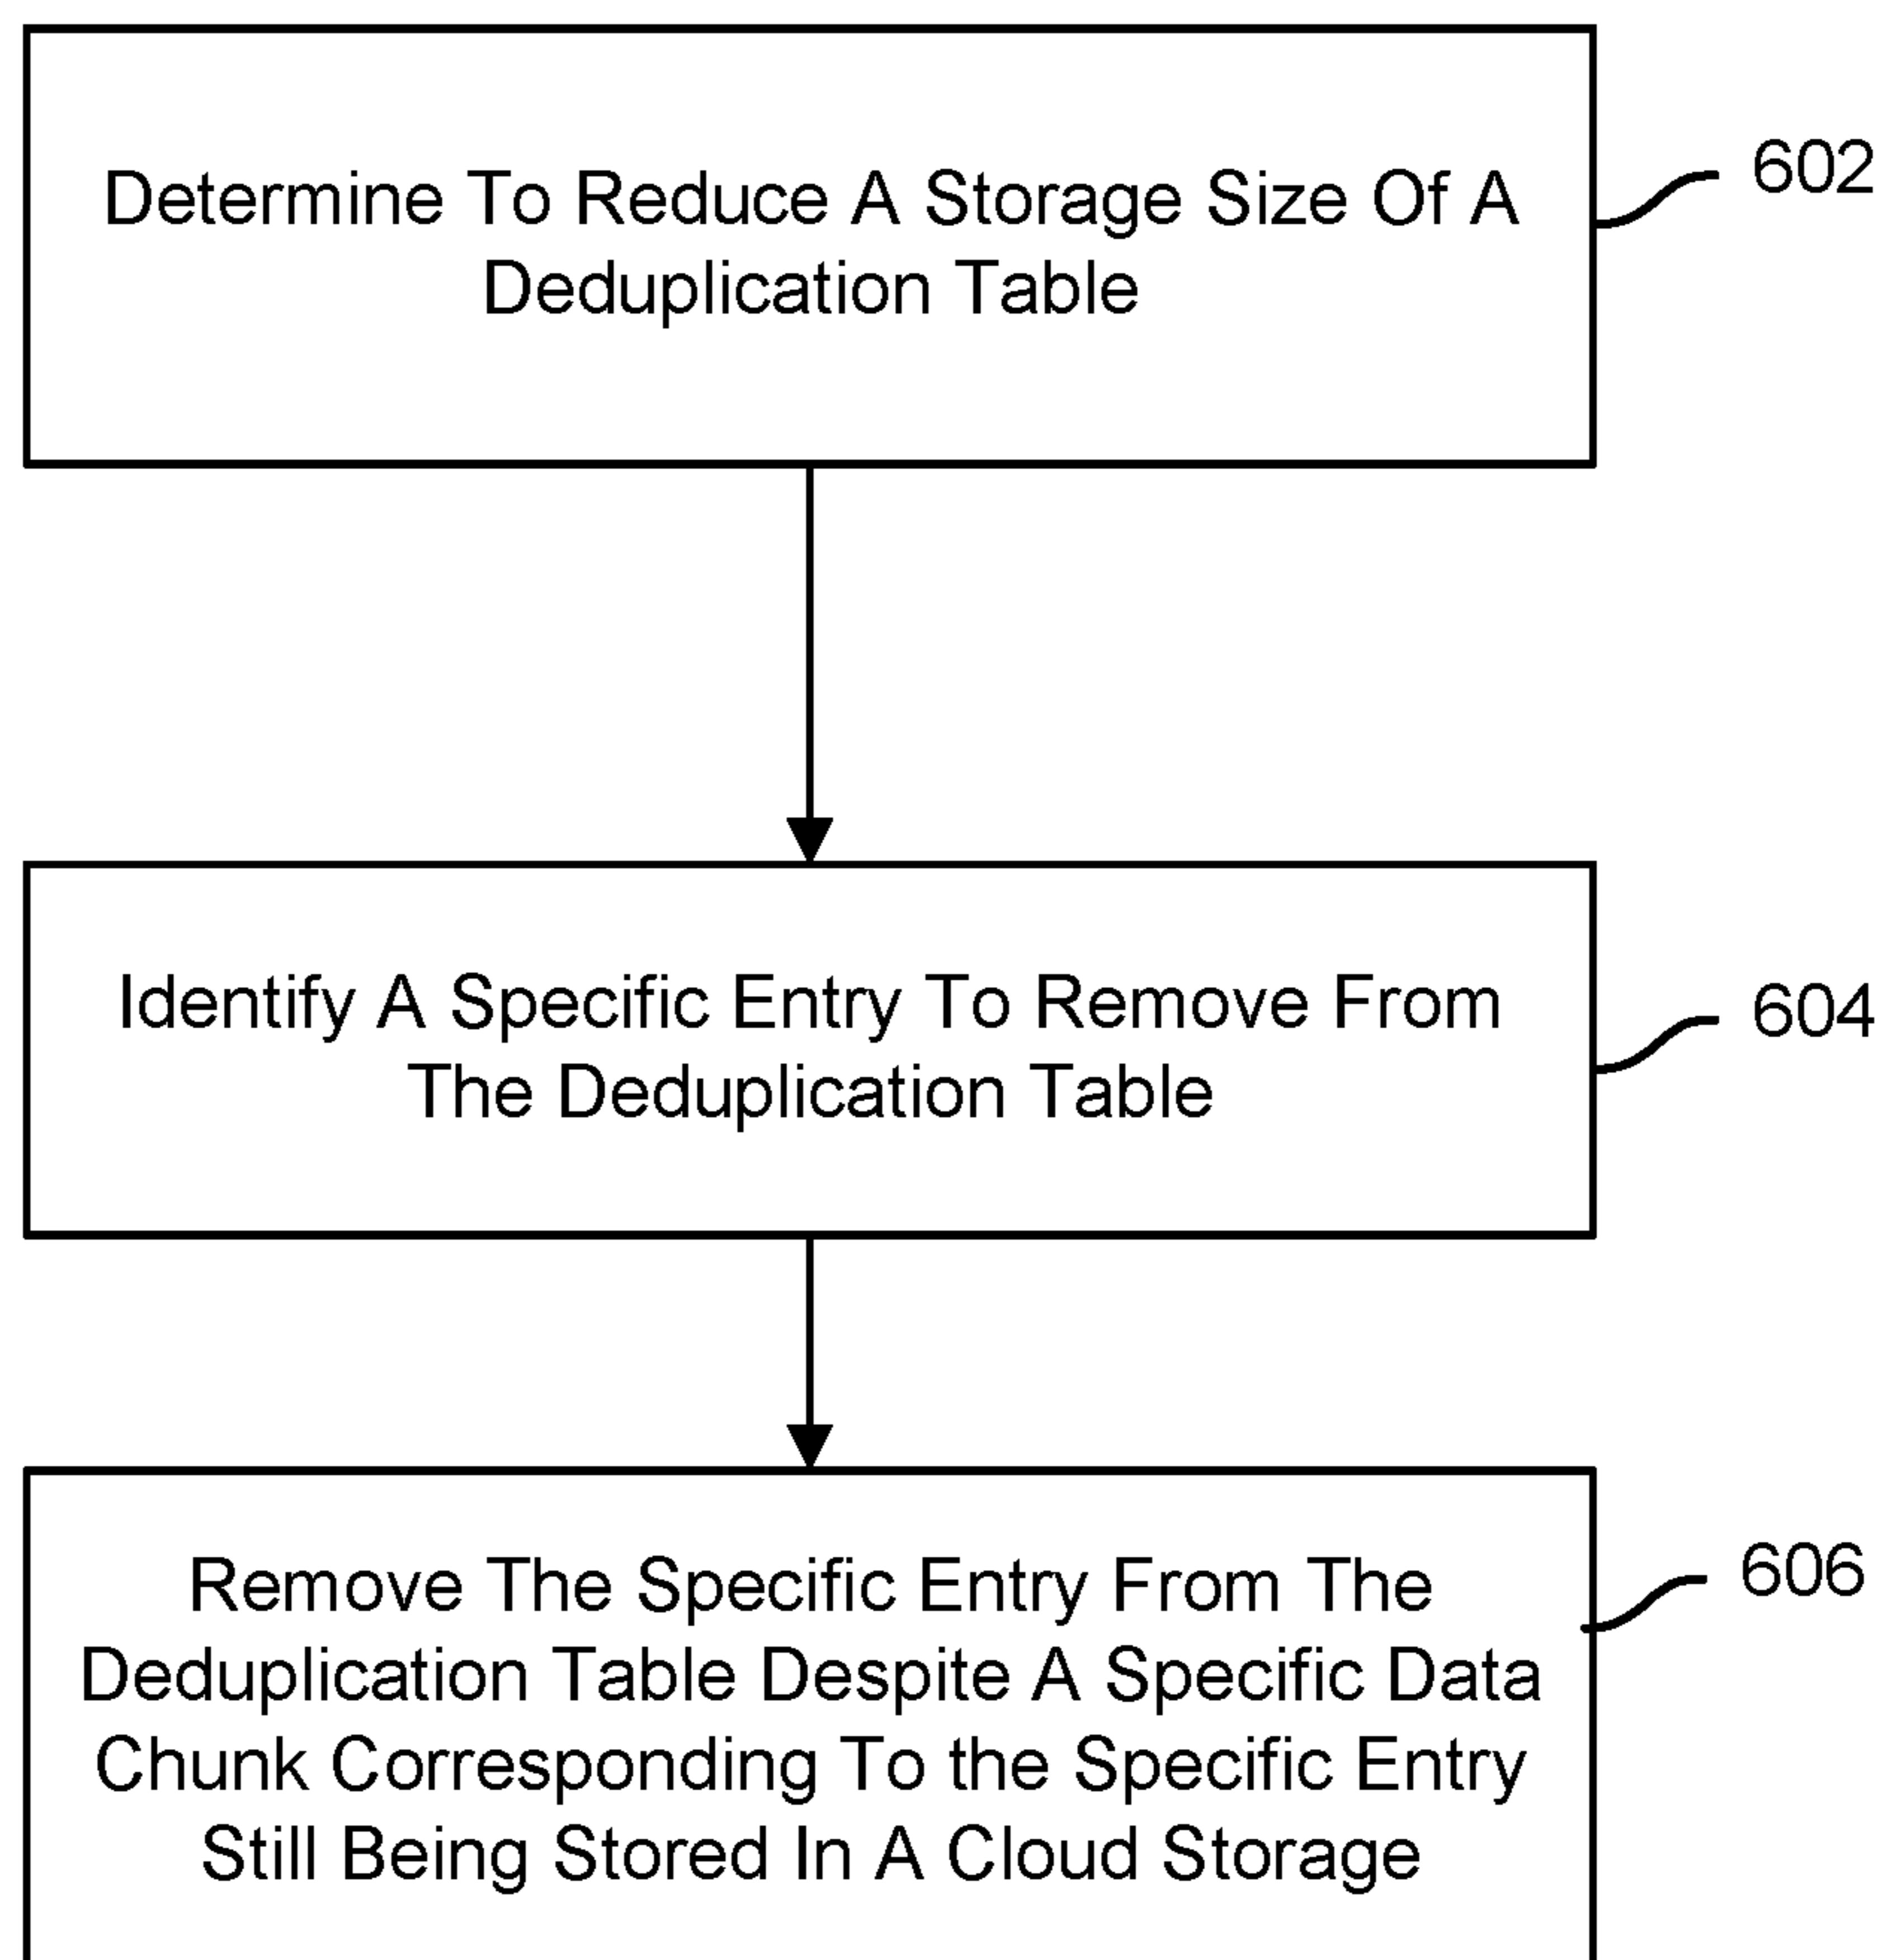 Determine To Reduce A Storage Size Of A
Deduplication Table
602
Identify A Specific Entry To Remove From
The Deduplication Table
604
Remove The Specific Entry From The
Deduplication Table Despite A Specific Data
Chunk Corresponding To the Specific Entry
Still Being Stored In A Cloud Storage
606